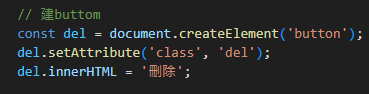 // 建buttom
const del = document.createElement('button');
del.setAttribute('class', 'del');
del.innerHTML = '刪除';